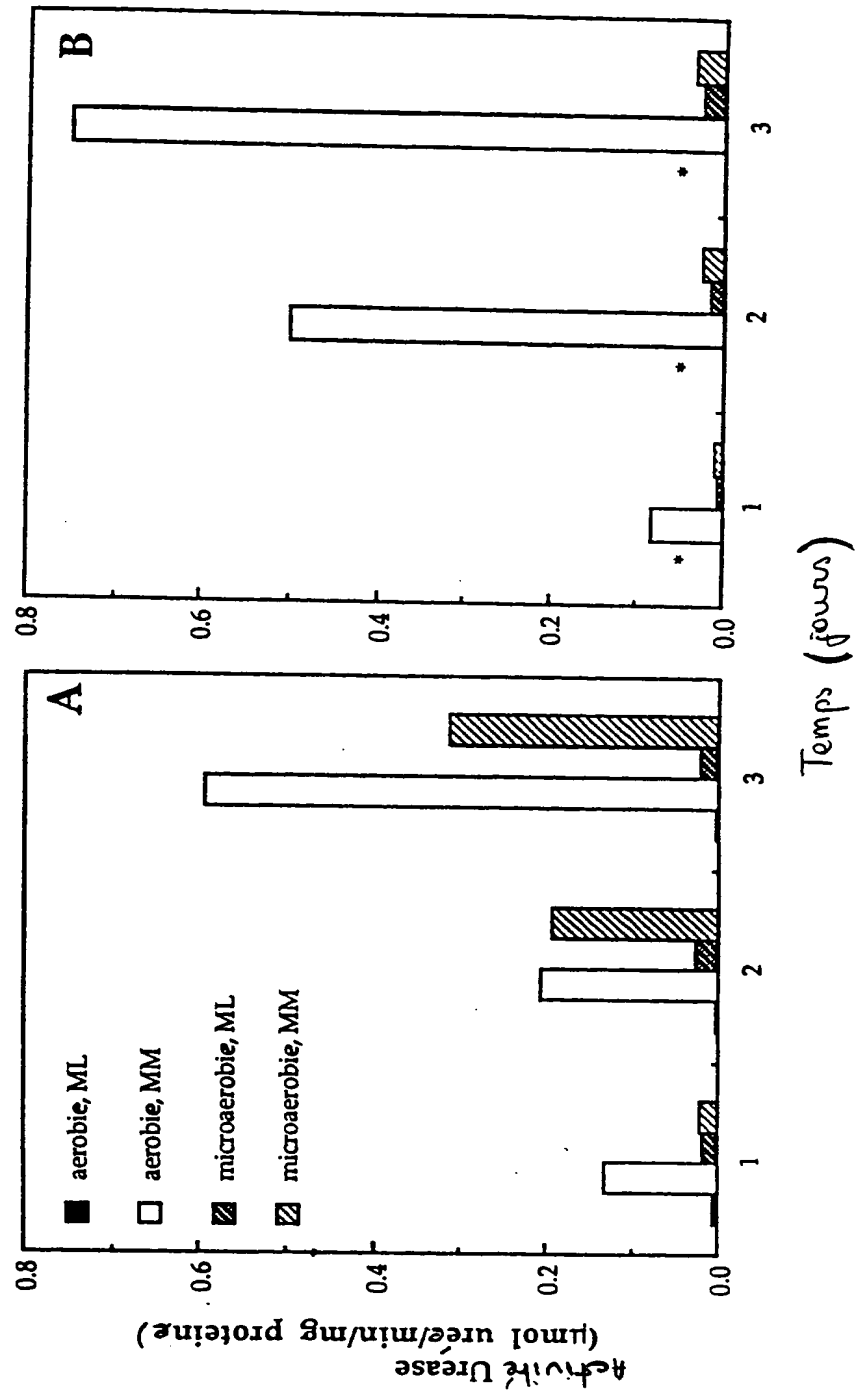 Activité Urease
(µmol urée/min/mg protéine)
A
0.8
0.6
0.4
0.2
0.0
aerobie, ML
aerobie, MM
microaerobie, ML
microaerobie, MM
1
2
3
B
0.8
0.6
0.4
0.2
0.0
*
*
*
1
2
3
Temps (jours)